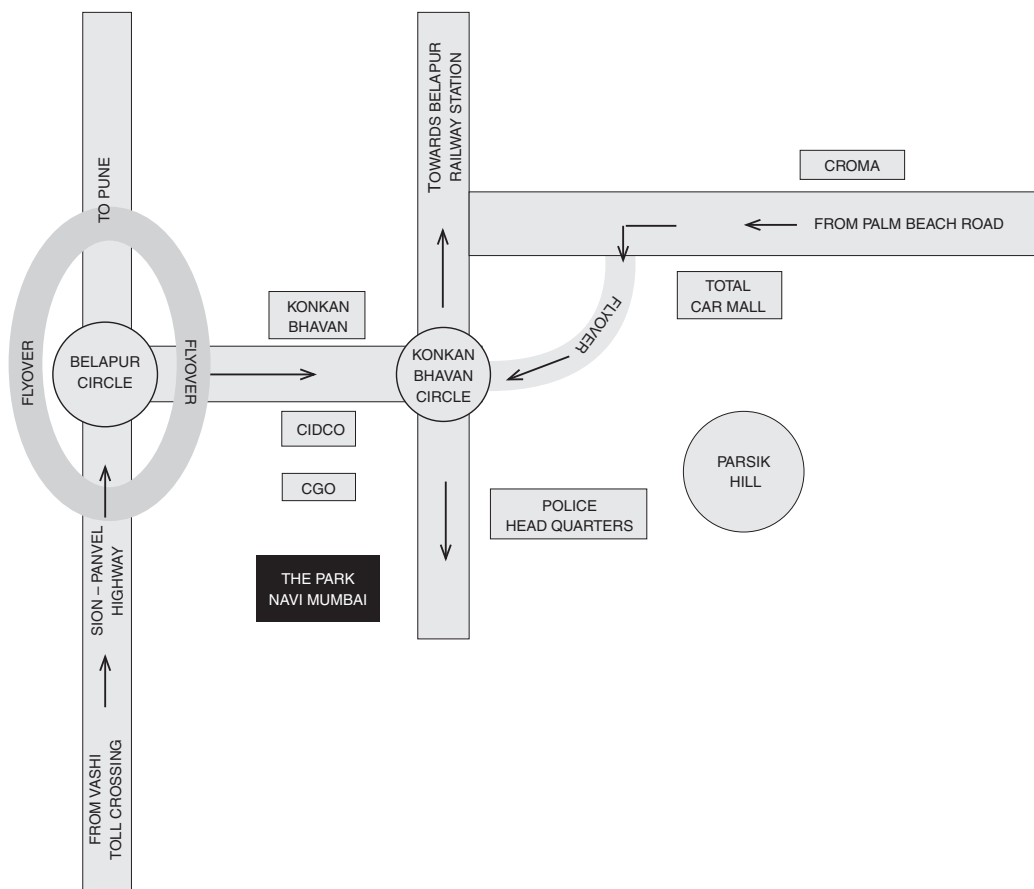 TOWARDS BELAPUR
RAILWAY STATION
TO PUNE
CROMA
FROM PALM BEACH ROAD
TOTAL
CAR MALL
KONKAN
BHAVAN
FLYOVER
FLYOVER
FLYOVER
BELAPUR
CIRCLE
KONKAN
BHAVAN
CIRCLE
CIDCO
CGO
PARSIK
HILL
POLICE
HEAD QUARTERS
THE PARK
NAVI MUMBAI
SION – PANVEL
HIGHWAY
FROM VASHI
TOLL CROSSING